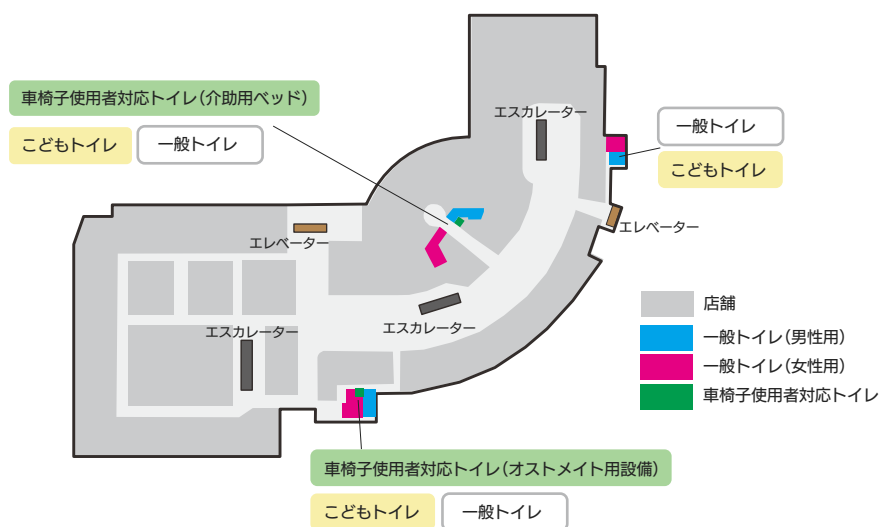 車椅子使用者対応トイレ(介助用ベッド)
こどもトイレ
一般トイレ
エスカレーター
一般トイレ
こどもトイレ
エレベーター
エレベーター
エスカレーター
エスカレーター
店舗
一般トイレ(男性用)
一般トイレ(女性用)
車椅子使用者対応トイレ
車椅子使用者対応トイレ(オストメイト用設備)
こどもトイレ
一般トイレ